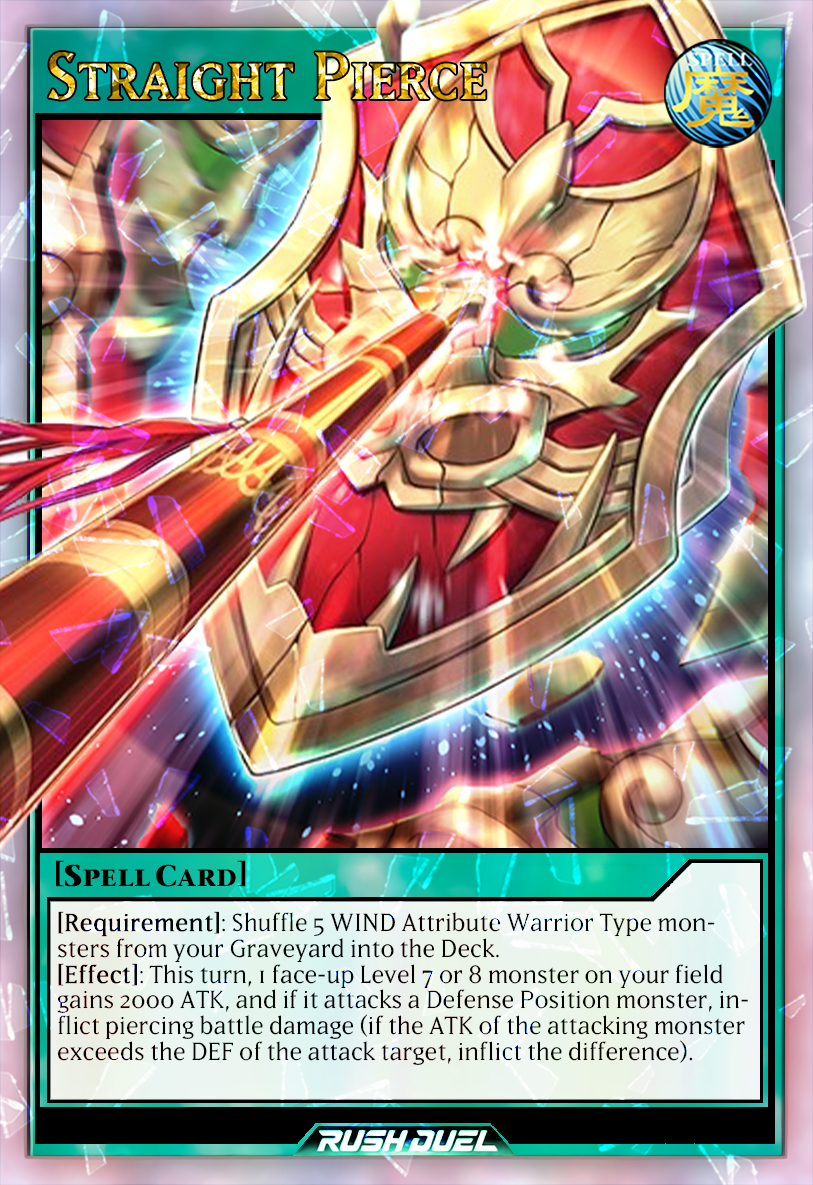 STRAIGHT PIERCE
SPELL
魔
[SPELL CARD]
[Requirement]: Shuffle 5 WIND Attribute Warrior Type mon-
sters from your Graveyard into the Deck.
[Effect]: This turn, 1 face-up Level 7 or 8 monster on your field
gains 2000 ATK, and if it attacks a Defense Position monster, in-
flict piercing battle damage (if the ATK of the attacking monster
exceeds the DEF of the attack target, inflict the difference).
RUSH DUEL